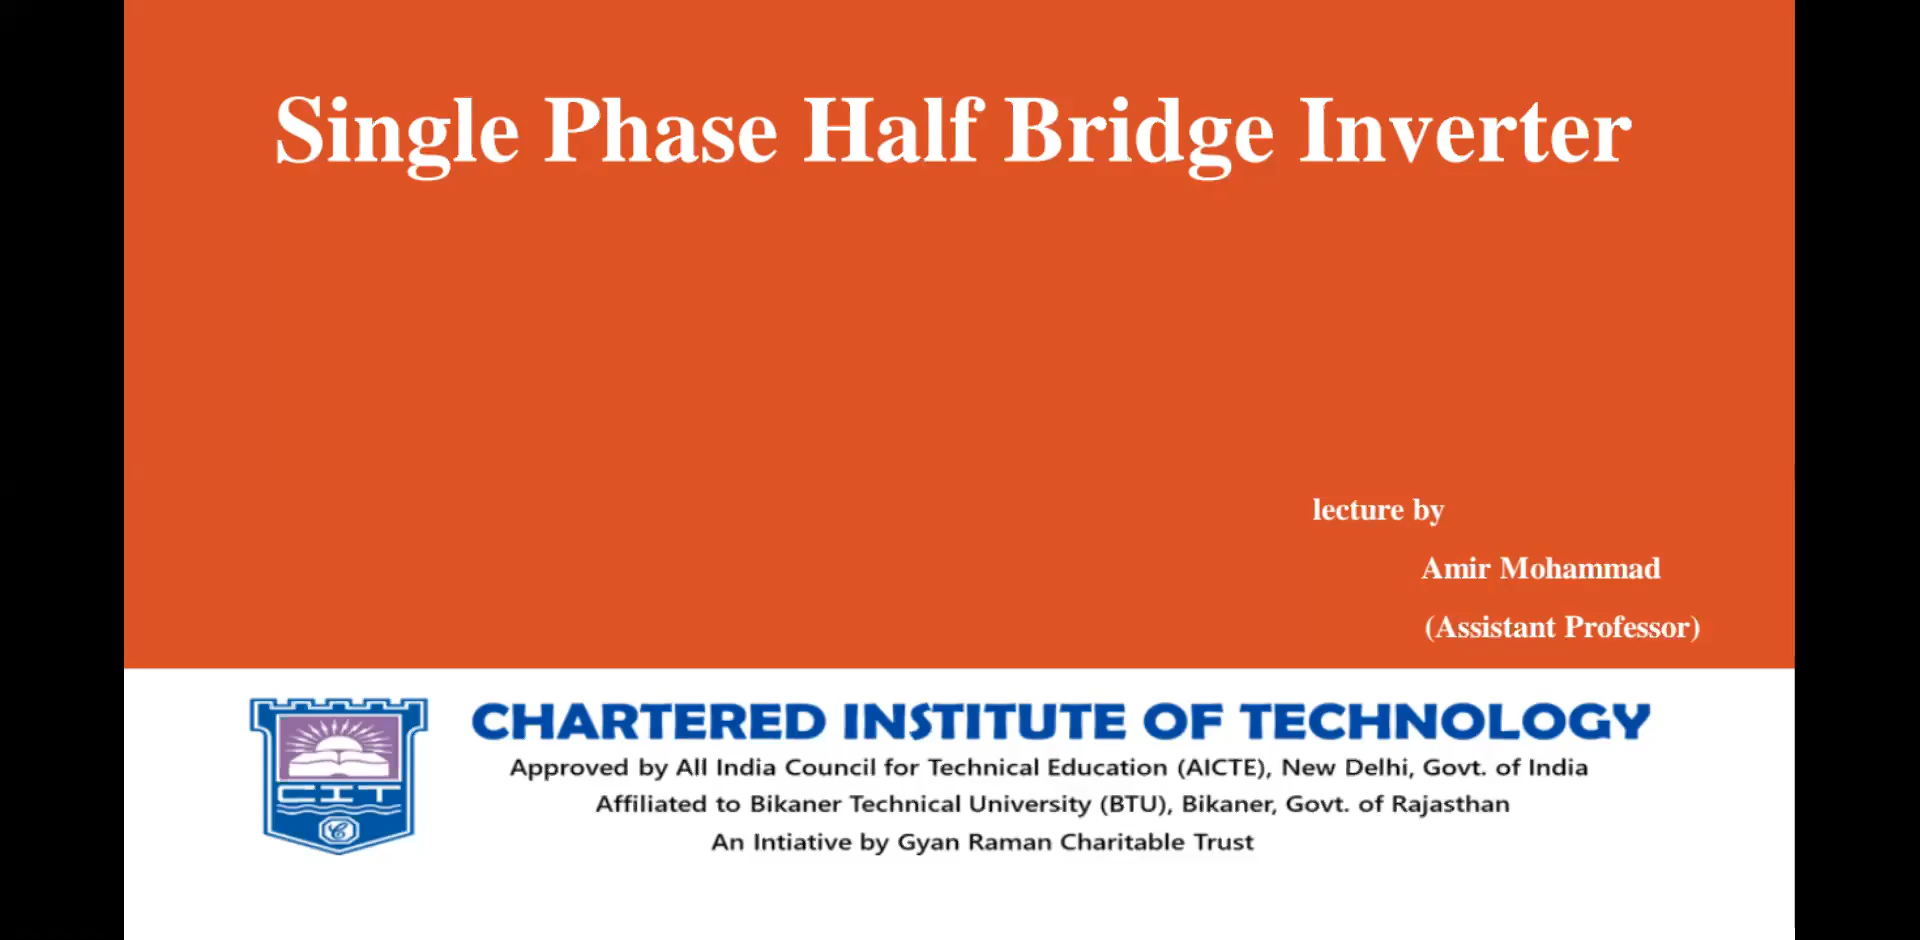 Single Phase Half Bridge Inverter
lecture by
Amir Mohammad
(Assistant Professor)
CHARTERED INSTITUTE OF TECHNOLOGY
Approved by All India Council for Technical Education (AICTE), New Delhi, Govt. of India
Affiliated to Bikaner Technical University (BTU), Bikaner, Govt. of Rajasthan
An Intiative by Gyan Raman Charitable Trust
CIT
C